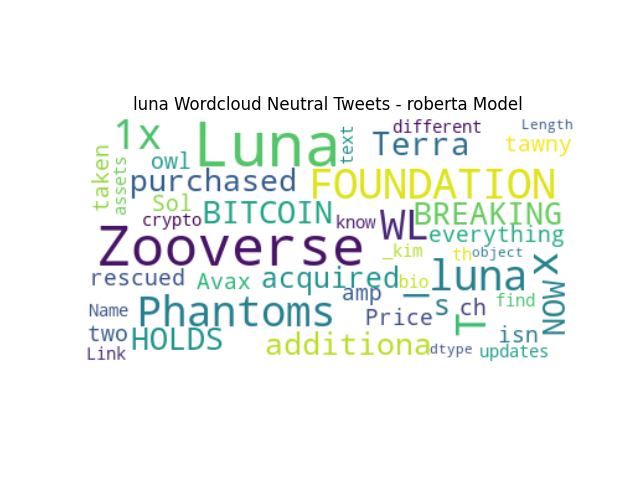 luna Wordcloud Neutral Tweets - roberta Model
1x Luna text Terra different Length
taken assets owl tawny
purchased FOUNDATION
Sol BITCOIN WL BREAKING
crypto know everything
Zooverse _kim th object
rescued Avax acquired bio _luna x
Name Phantoms amp Price s ch find NOW
two HOLDS T isn
Link additiona dtype updates